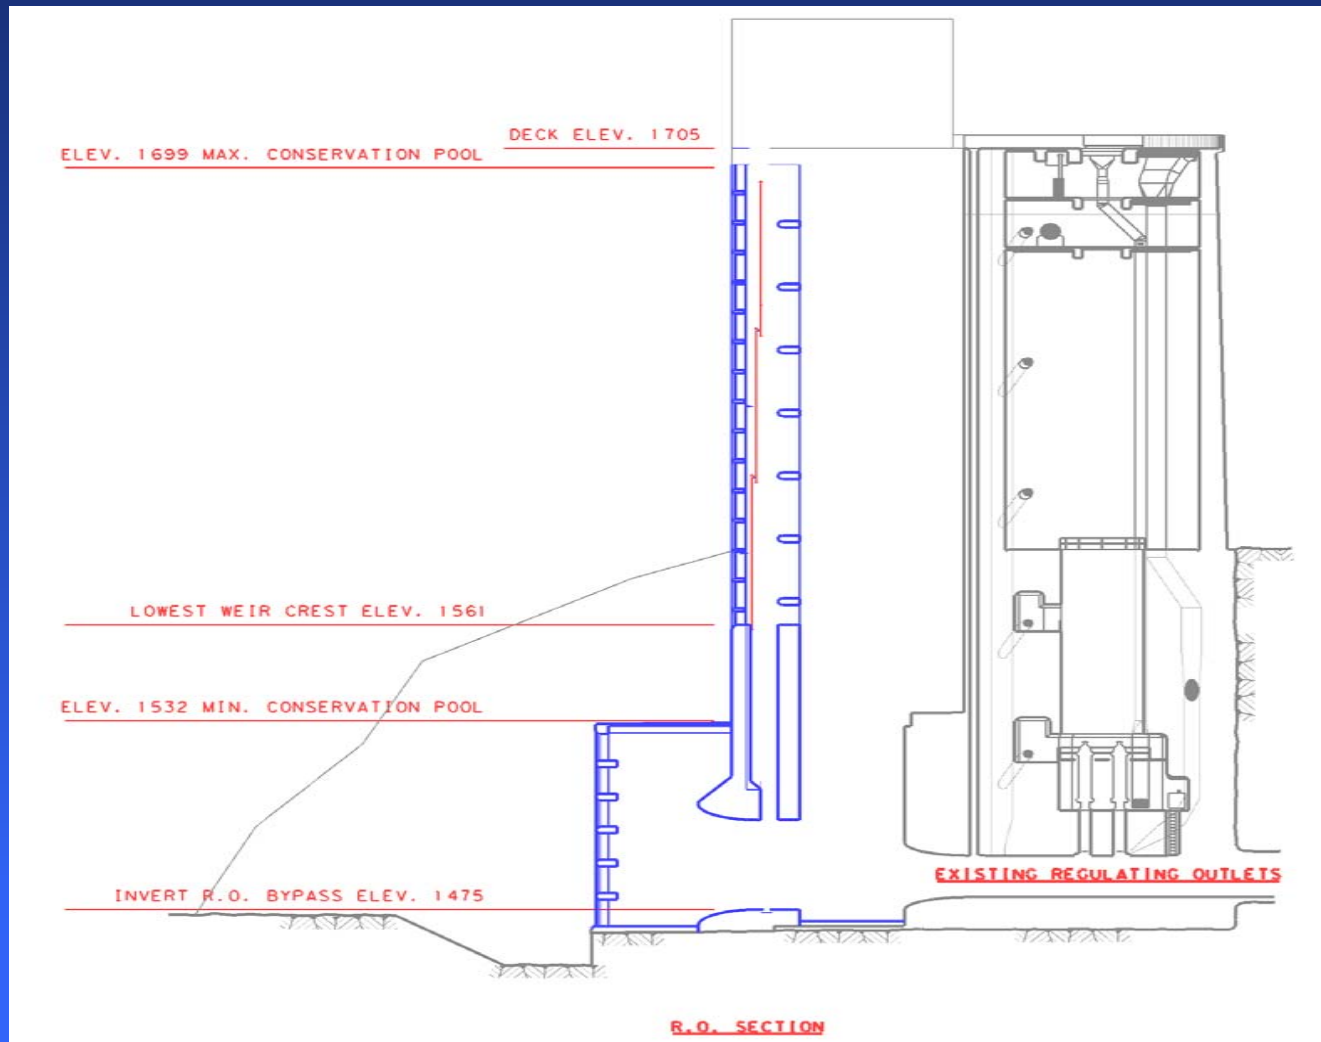 DECK ELEV. 1705
ELEV. 1699 MAX. CONSERVATION POOL
LOWEST WEIR CREST ELEV. 1561
ELEV. 1532 MIN. CONSERVATION POOL
INVERT R.O. BYPASS ELEV. 1475
EXISTING REGULATING OUTLETS
R.O. SECTION